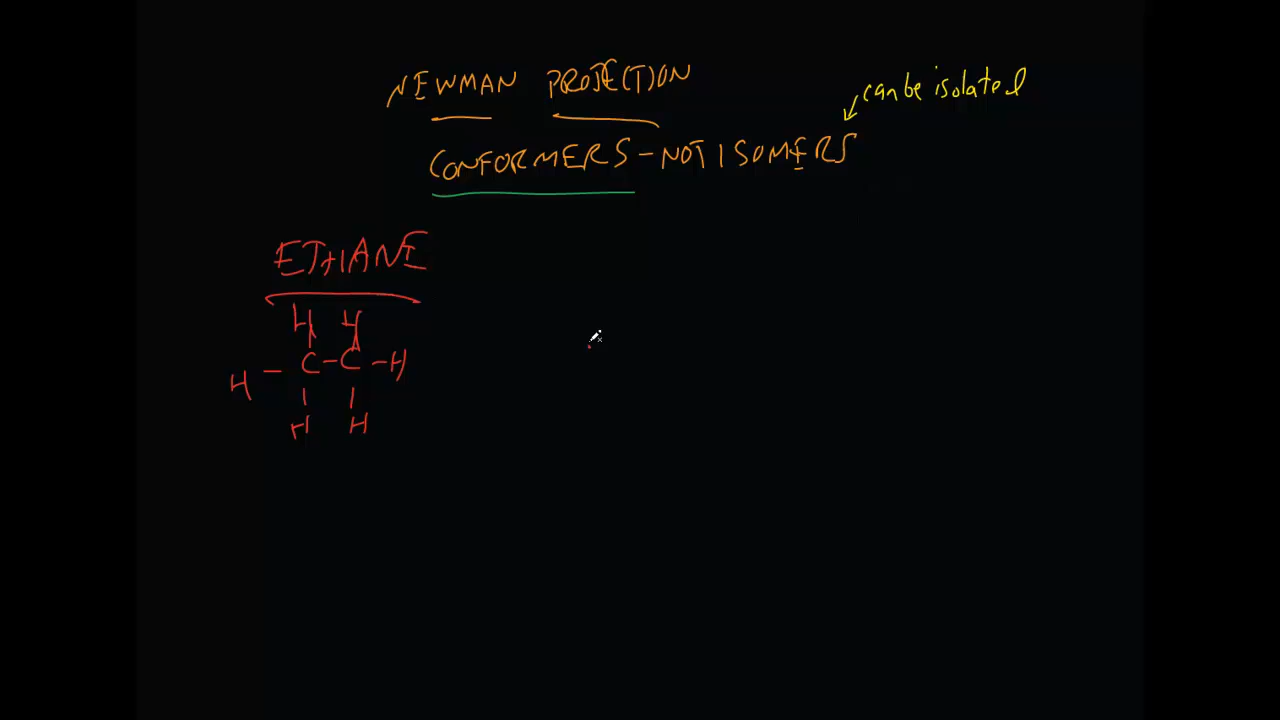 NEWMAN PROJECTION
can be isolated
CONFORMERS - NOT ISOMERS
ETHANE
H H
H - C - C - H
H H